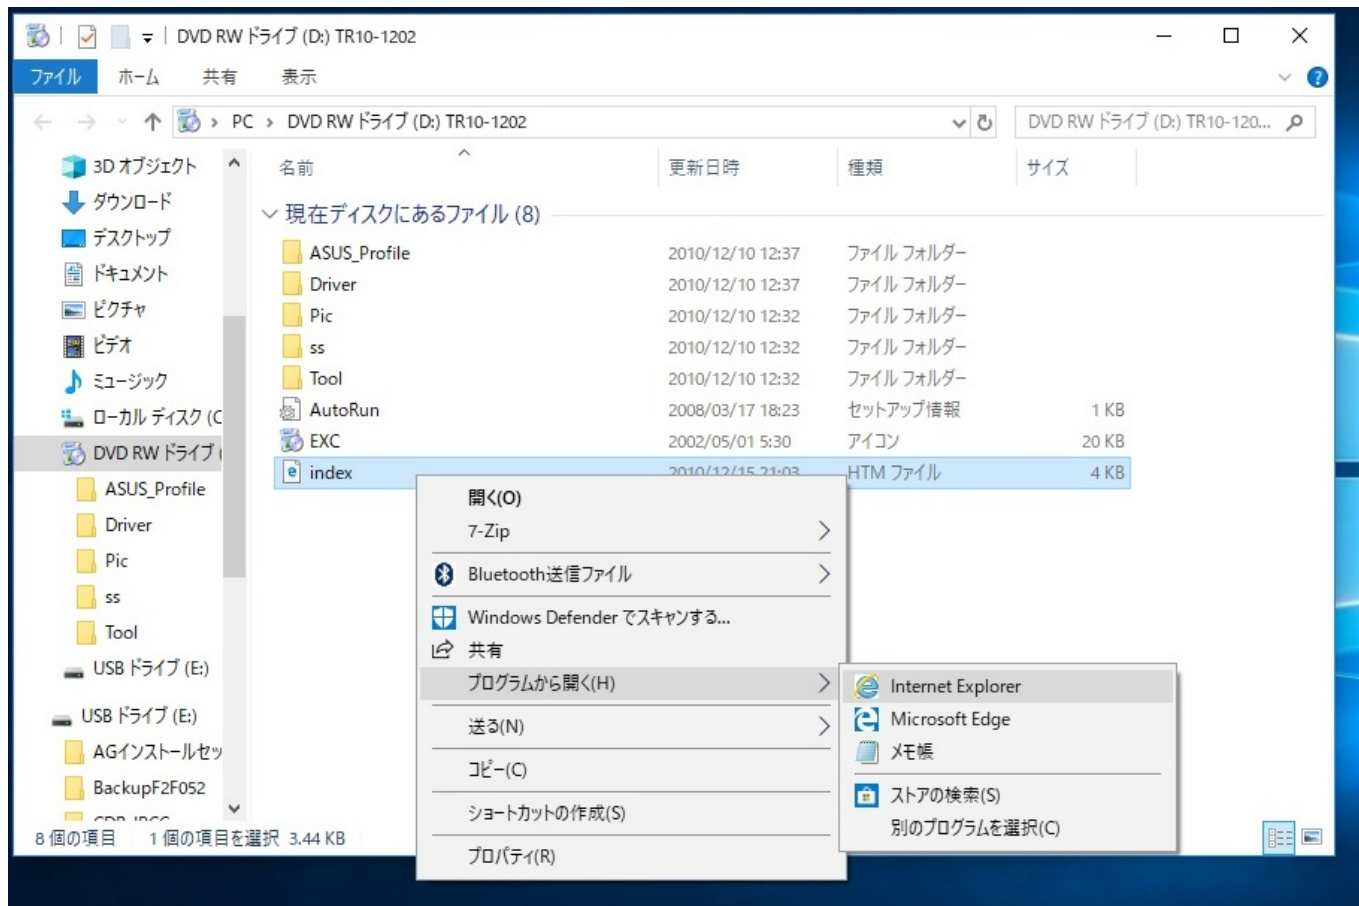 DVD RW ドライブ (D:) TR10-1202
ファイル ホーム 共有 表示
PC › DVD RW ドライブ (D:) TR10-1202
DVD RW ドライブ (D:) TR10-120...
3D オブジェクト
ダウンロード
デスクトップ
ドキュメント
ピクチャ
ビデオ
ミュージック
ローカル ディスク (C
DVD RW ドライブ (
ASUS_Profile
Driver
Pic
ss
Tool
USB ドライブ (E:)
USB ドライブ (E:)
AGインストールセッ
BackupF2F052
名前 更新日時 種類 サイズ
現在ディスクにあるファイル (8)
ASUS_Profile 2010/12/10 12:37 ファイル フォルダー
Driver 2010/12/10 12:37 ファイル フォルダー
Pic 2010/12/10 12:32 ファイル フォルダー
ss 2010/12/10 12:32 ファイル フォルダー
Tool 2010/12/10 12:32 ファイル フォルダー
AutoRun 2008/03/17 18:23 セットアップ情報 1 KB
EXC 2002/05/01 5:30 アイコン 20 KB
index 2010/12/15 21:03 HTM ファイル 4 KB
開く(O)
7-Zip
Bluetooth送信ファイル
Windows Defender でスキャンする...
共有
プログラムから開く(H)
送る(N)
コピー(C)
ショートカットの作成(S)
プロパティ(R)
Internet Explorer
Microsoft Edge
メモ帳
ストアの検索(S)
別のプログラムを選択(C)
8 個の項目 1 個の項目を選択 3.44 KB